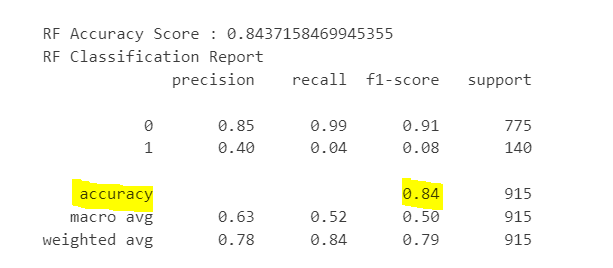 RF Accuracy Score : 0.8437158469945355
RF Classification Report
precision recall f1-score support
0 0.85 0.99 0.91 775
1 0.40 0.04 0.08 140
accuracy 0.84 915
macro avg 0.63 0.52 0.50 915
weighted avg 0.78 0.84 0.79 915